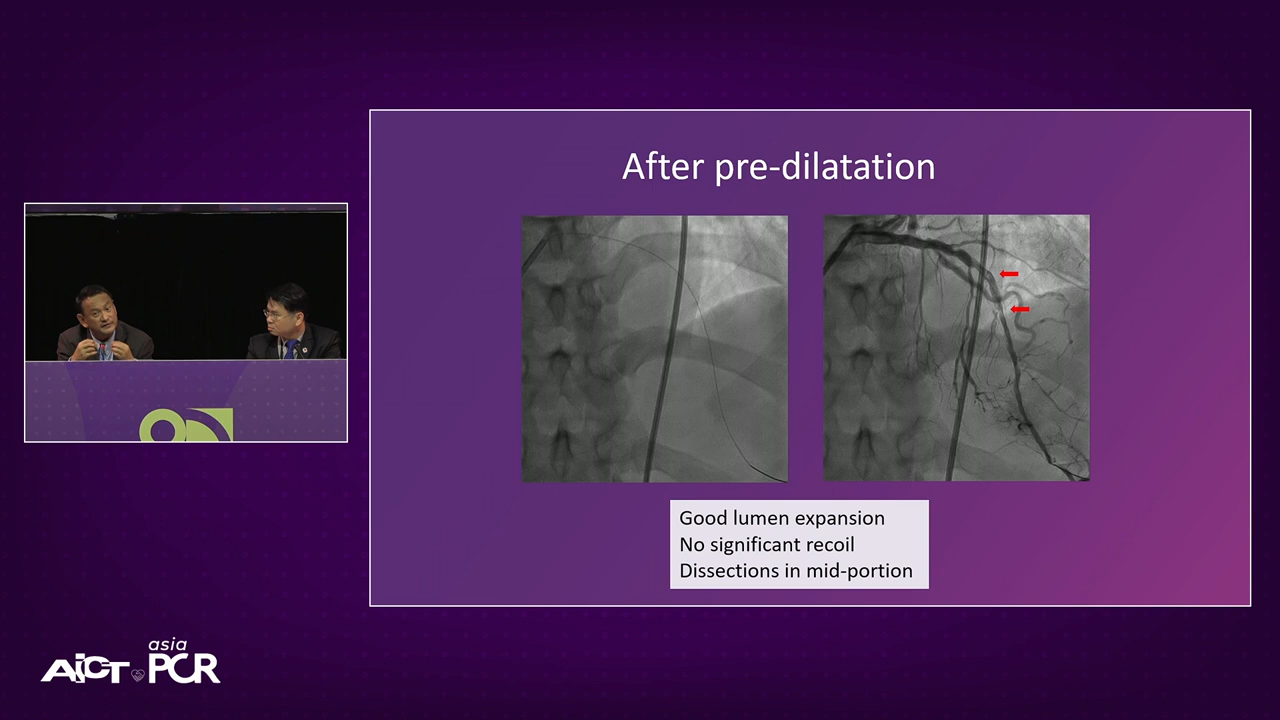 After pre-dilatation
Good lumen expansion
No significant recoil
Dissections in mid-portion
asia
AICT PCR